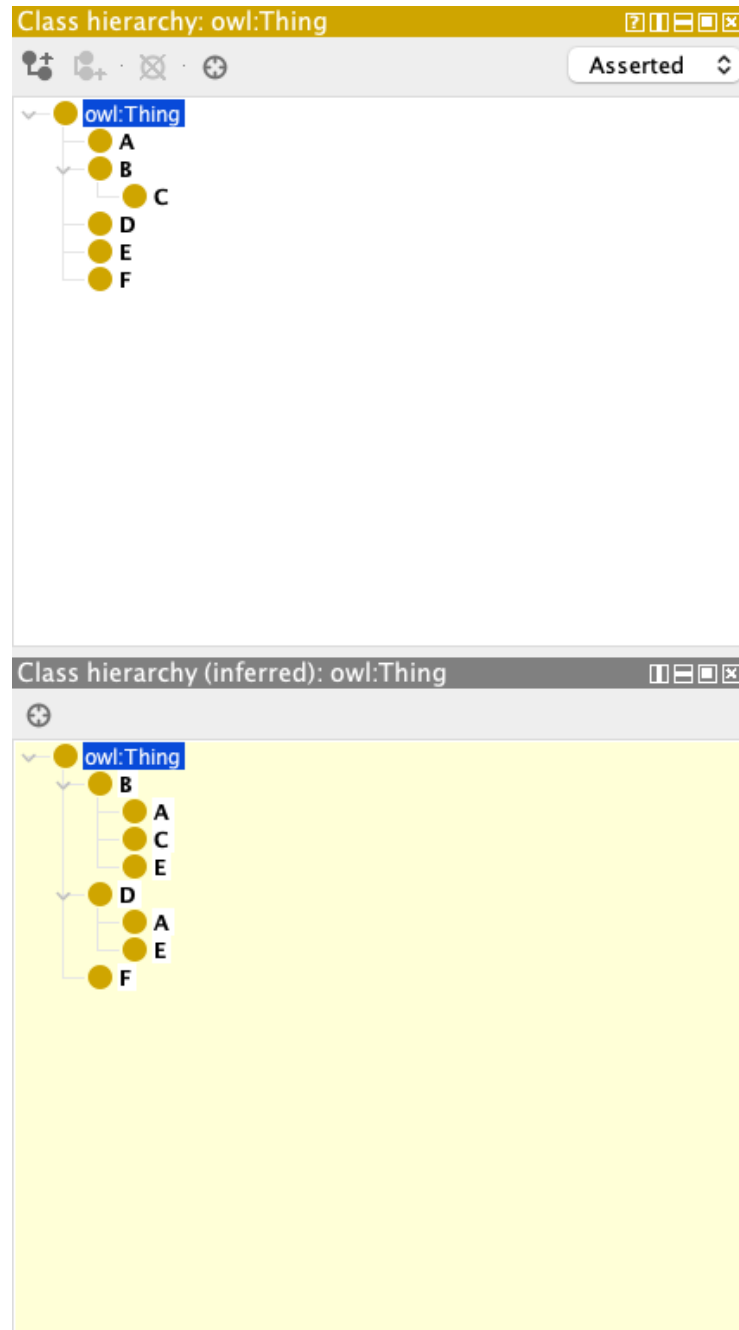 Class hierarchy: owl:Thing
Asserted
owl:Thing
A
B
C
D
E
F
Class hierarchy (inferred): owl:Thing
owl:Thing
B
A
C
E
D
A
E
F